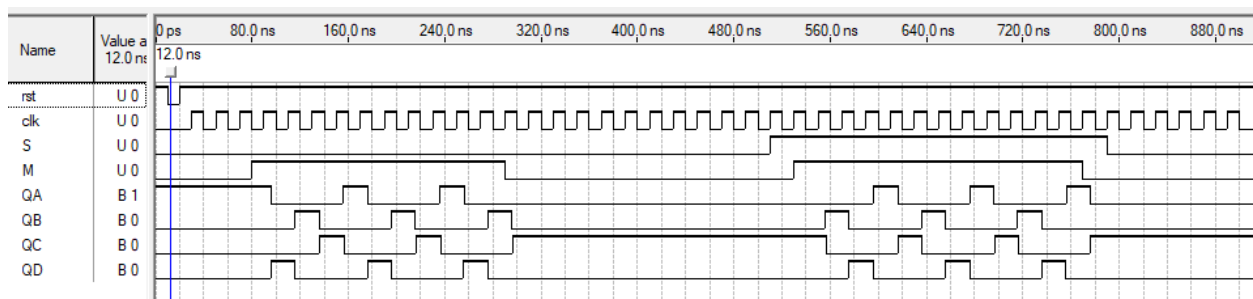 Name
Value a
12.0 ns
0 ps
80.0 ns
160.0 ns
240.0 ns
320.0 ns
400.0 ns
480.0 ns
560.0 ns
640.0 ns
720.0 ns
800.0 ns
880.0 ns
12.0 ns
rst U 0
clk U 0
S U 0
M U 0
QA B 1
QB B 0
QC B 0
QD B 0